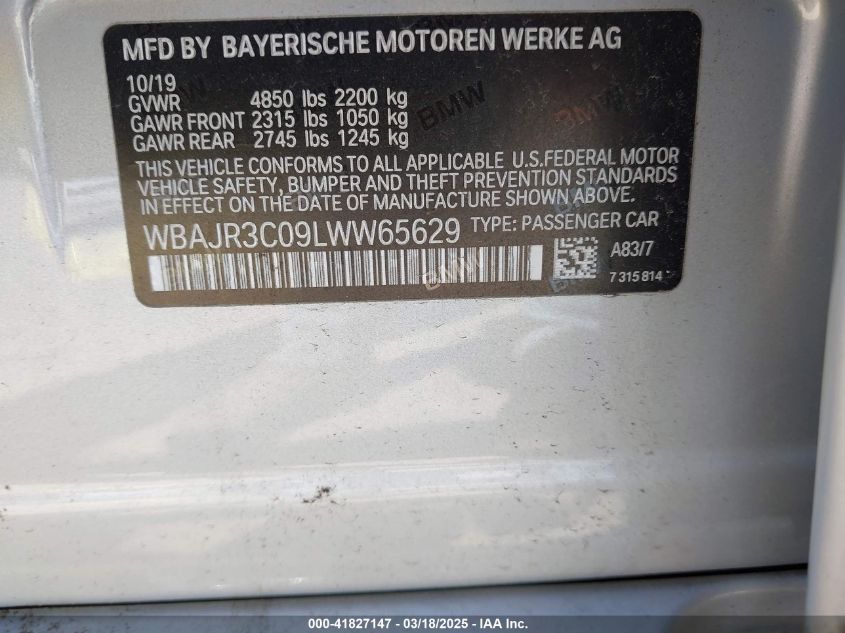 MFD BY BAYERISCHE MOTOREN WERKE AG
10/19
GVWR 4850 lbs 2200 kg
GAWR FRONT 2315 lbs 1050 kg
GAWR REAR 2745 lbs 1245 kg
THIS VEHICLE CONFORMS TO ALL APPLICABLE U.S.FEDERAL MOTOR
VEHICLE SAFETY, BUMPER AND THEFT PREVENTION STANDARDS
IN EFFECT ON THE DATE OF MANUFACTURE SHOWN ABOVE.
WBAJR3C09LWW65629 TYPE: PASSENGER CAR
A83/7
7 315 814
BMW
BMW
BMW
000-41827147 - 03/18/2025 - IAA Inc.